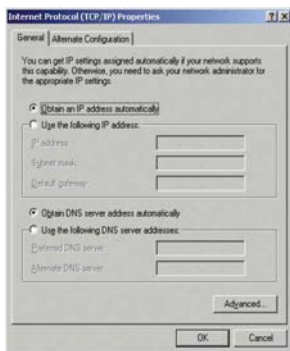 Internet Protocol (TCP/IP) Properties
General
Alternate Configuration
You can get IP settings assigned automatically if your network supports
this capability. Otherwise, you need to ask your network administrator for
the appropriate IP settings.
Obtain an IP address automatically
Use the following IP address:
IP address:
Subnet mask:
Default gateway:
Obtain DNS server address automatically
Use the following DNS server addresses:
Preferred DNS server:
Alternate DNS server:
Advanced...
OK
Cancel